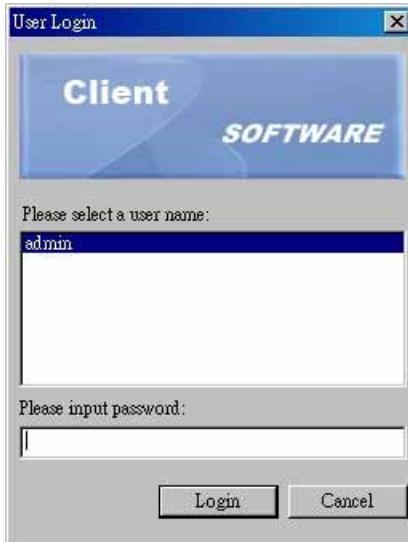 User Login
Client
SOFTWARE
Please select a user name:
admin
Please input password:
Login
Cancel